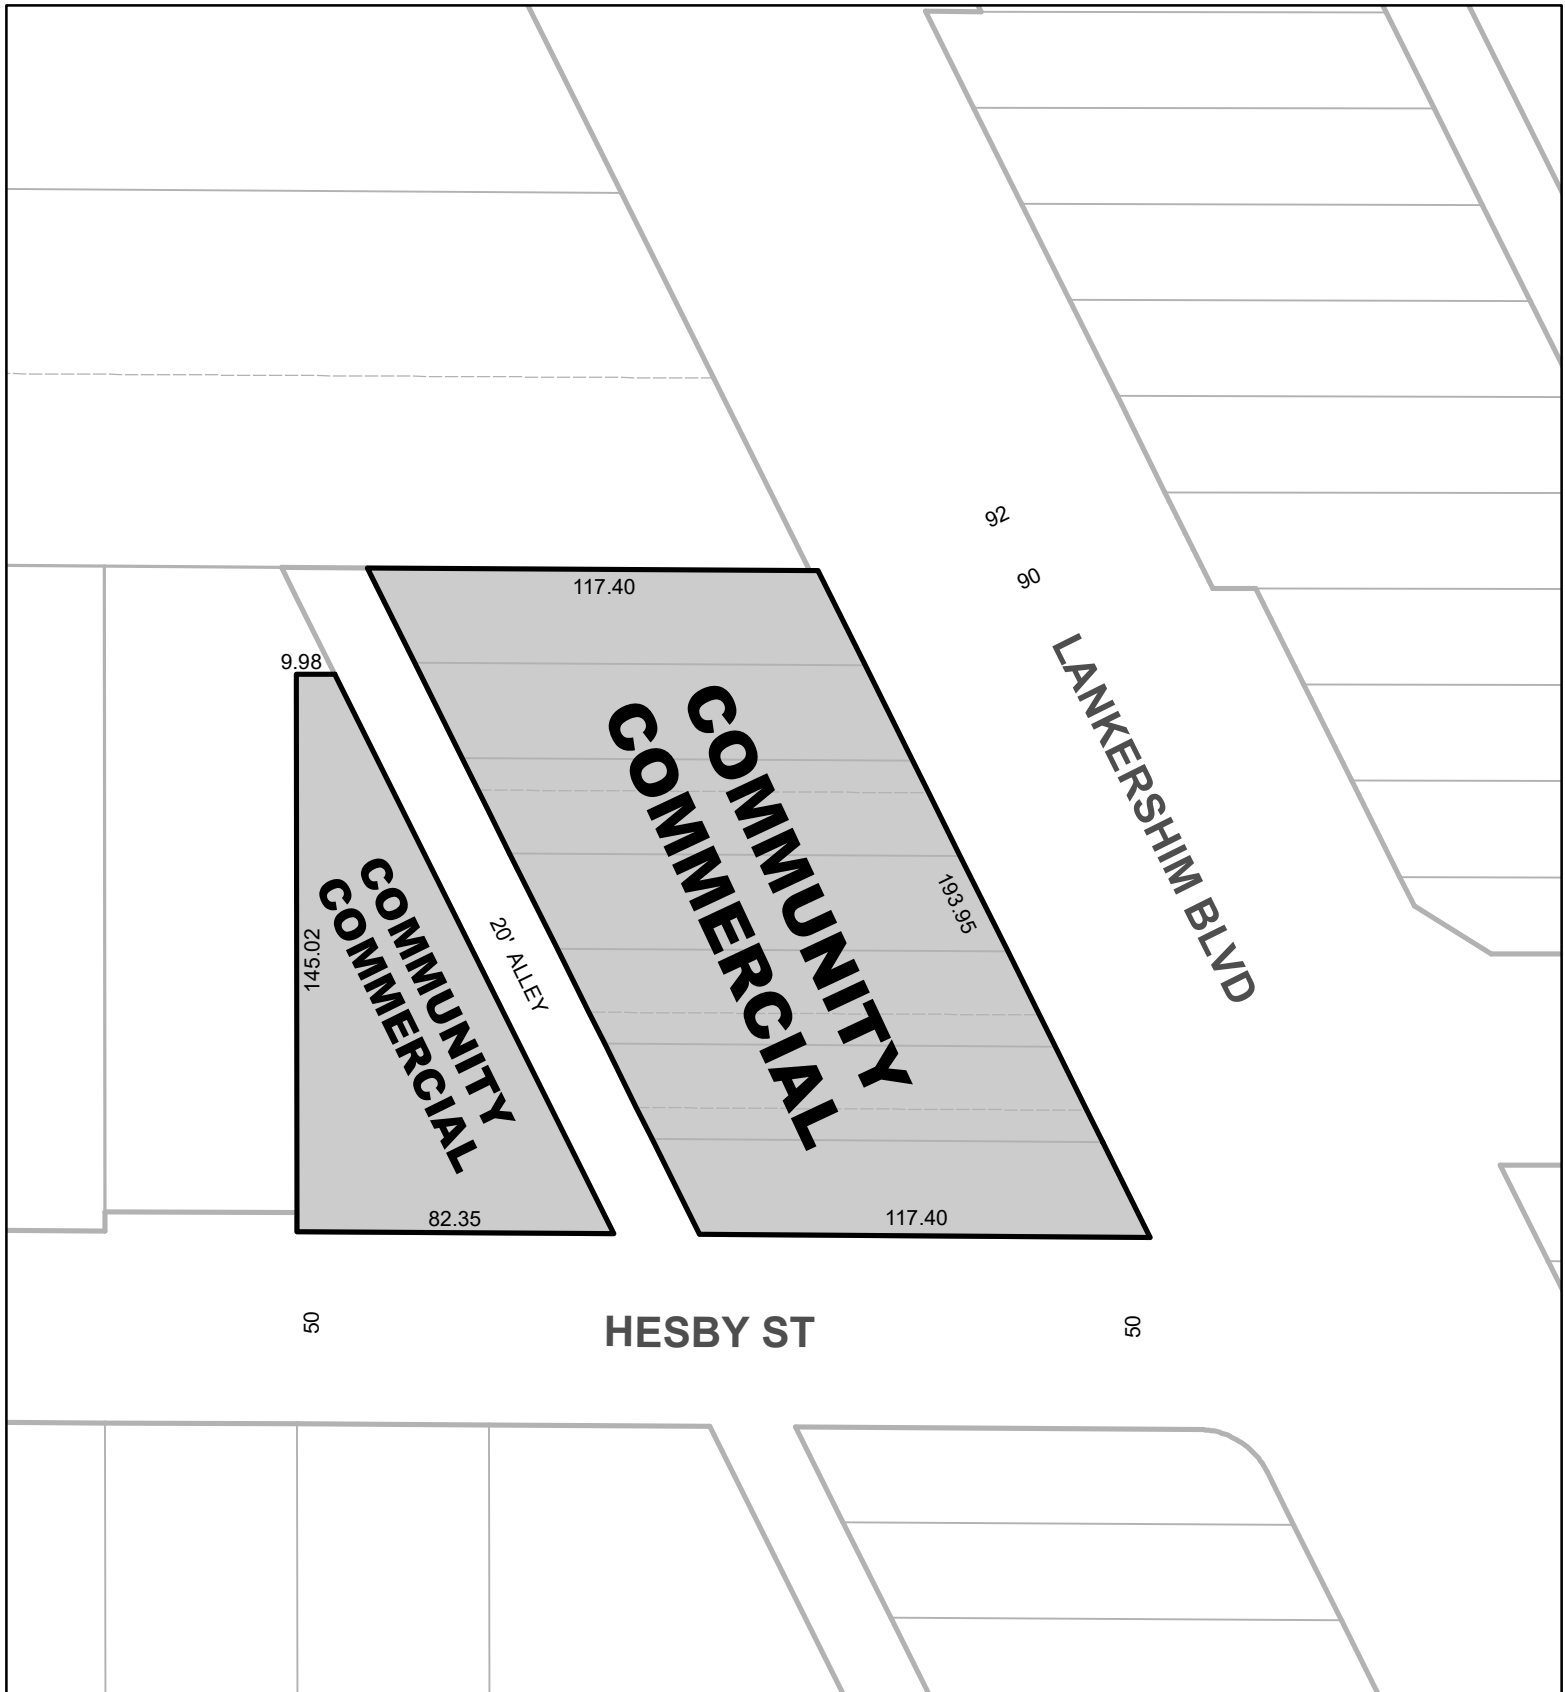 92
117.40
90
9.98
LANKERSHIM BLVD
COMMUNITY
COMMERCIAL
193.95
COMMUNITY
COMMERCIAL
145.02
20' ALLEY
82.35
117.40
50
HESBY ST
50